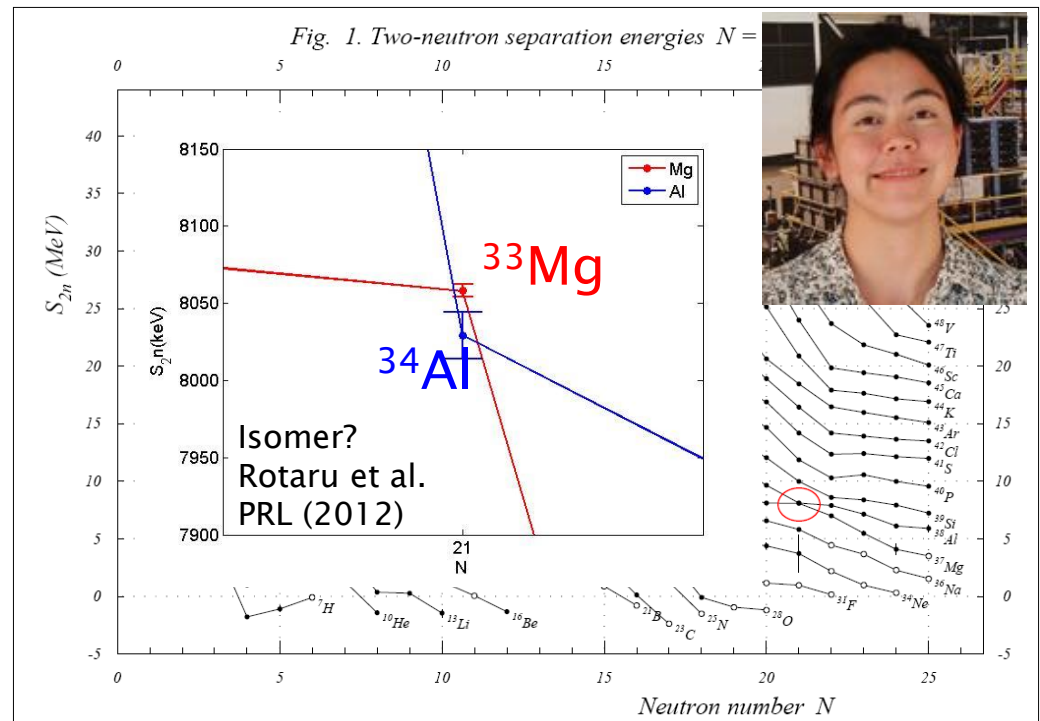 Fig. 1. Two-neutron separation energies N =
0 5 10 15 2
40
35
30
25
20
15
10
5
0
-5
S2n (MeV)
8150
8100
8050
8000
7950
7900
S2n(keV)
Mg
Al
³³Mg
³⁴Al
Isomer?
Rotaru et al.
PRL (2012)
21
N
⁴⁸V
⁴⁷Ti
⁴⁶Sc
⁴⁵Ca
⁴⁴K
⁴³Ar
⁴²Cl
⁴¹S
⁴⁰P
³⁹Si
³⁸Al
³⁷Mg
³⁶Na
³⁴Ne
³¹F
²⁸O
²⁵N
²³C
²¹B
¹⁶Be
¹³Li
¹⁰He
⁷H
25
20
15
10
5
0
-5
0 5 10 15 20 25
Neutron number N